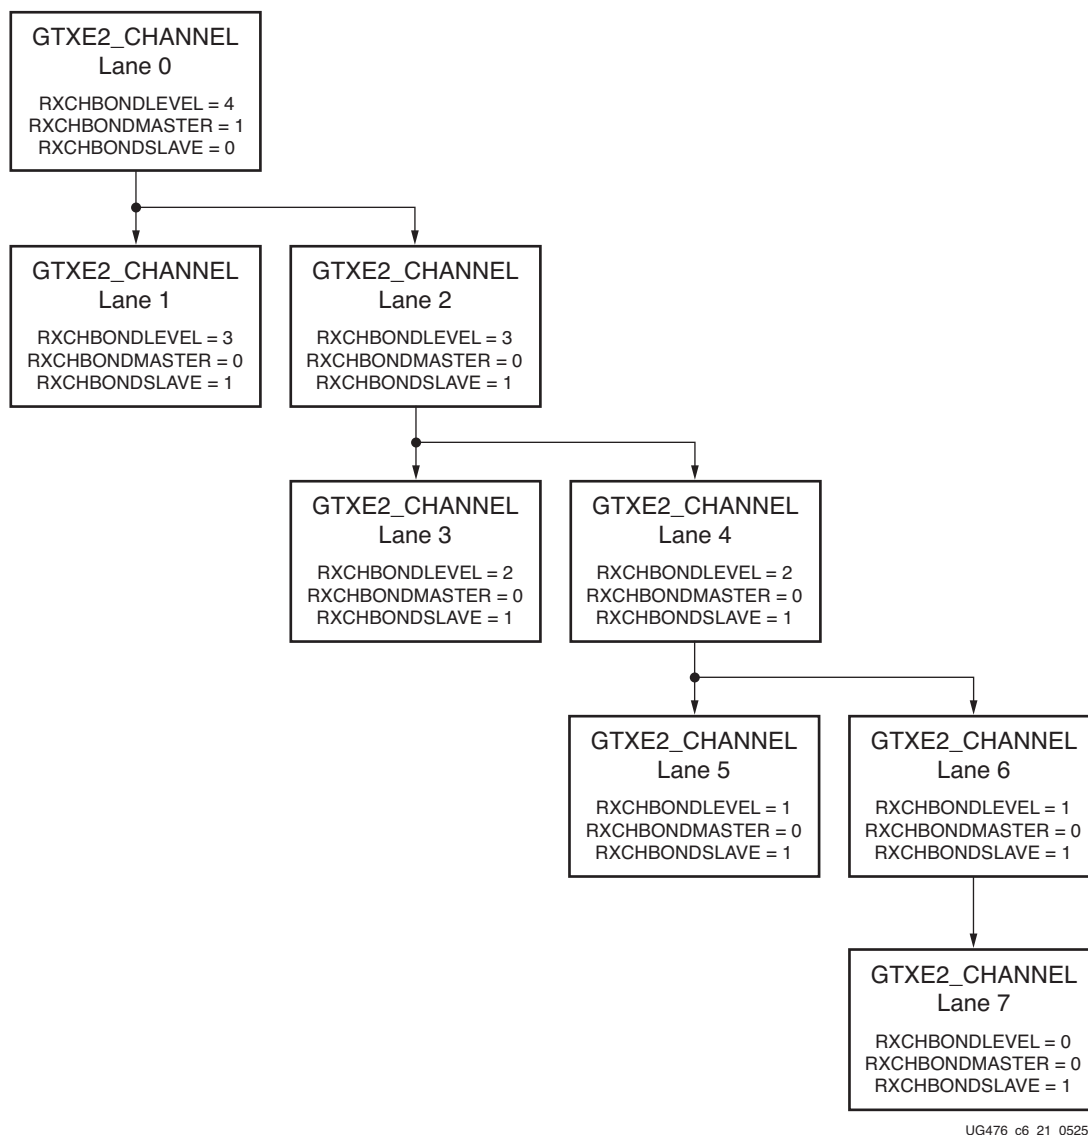 GTXE2_CHANNEL
Lane 0
RXCHBONDLEVEL = 4
RXCHBONDMASTER = 1
RXCHBONDSLAVE = 0
GTXE2_CHANNEL
Lane 1
RXCHBONDLEVEL = 3
RXCHBONDMASTER = 0
RXCHBONDSLAVE = 1
GTXE2_CHANNEL
Lane 2
RXCHBONDLEVEL = 3
RXCHBONDMASTER = 0
RXCHBONDSLAVE = 1
GTXE2_CHANNEL
Lane 3
RXCHBONDLEVEL = 2
RXCHBONDMASTER = 0
RXCHBONDSLAVE = 1
GTXE2_CHANNEL
Lane 4
RXCHBONDLEVEL = 2
RXCHBONDMASTER = 0
RXCHBONDSLAVE = 1
GTXE2_CHANNEL
Lane 5
RXCHBONDLEVEL = 1
RXCHBONDMASTER = 0
RXCHBONDSLAVE = 1
GTXE2_CHANNEL
Lane 6
RXCHBONDLEVEL = 1
RXCHBONDMASTER = 0
RXCHBONDSLAVE = 1
GTXE2_CHANNEL
Lane 7
RXCHBONDLEVEL = 0
RXCHBONDMASTER = 0
RXCHBONDSLAVE = 1
UG476_c6_21_0525